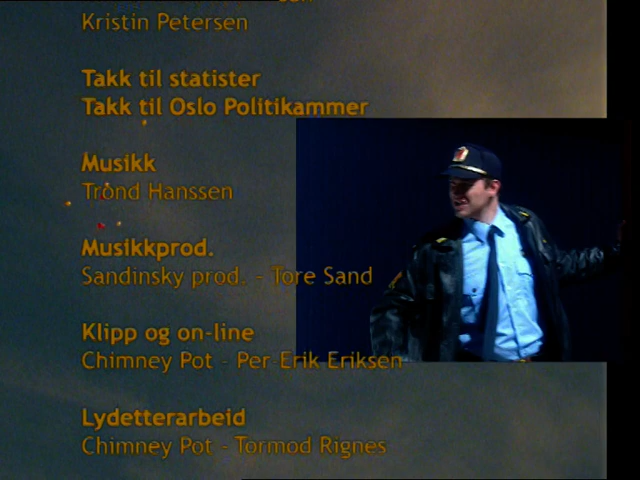 Kristin Petersen
Takk til statister
Takk til Oslo Politikammer
Musikk
Trond Hanssen
Musikkprod.
Sandinsky prod. - Tore Sand
Klipp og on-line
Chimney Pot - Per-Erik Eriksen
Lydetterarbeid
Chimney Pot - Tormod Rignes